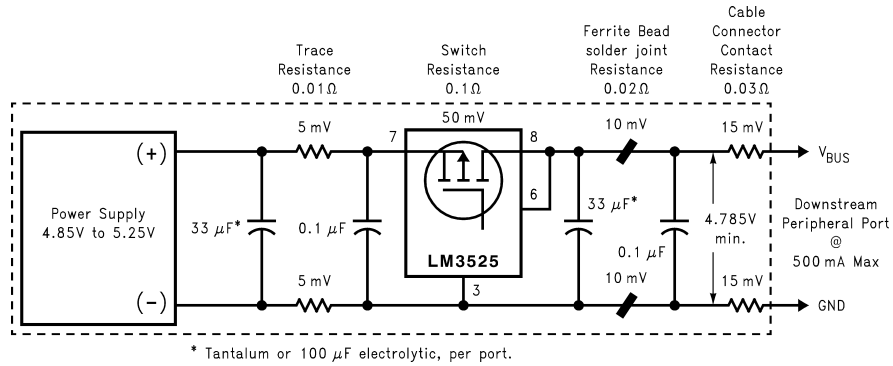 Trace
Resistance
0.01Ω
Switch
Resistance
0.1Ω
Ferrite Bead
solder joint
Resistance
0.02Ω
Cable
Connector
Contact
Resistance
0.03Ω
Power Supply
4.85V to 5.25V
(+)
(−)
33 μF*
5 mV
5 mV
0.1 μF
7
50 mV
8
6
LM3525
3
33 μF*
10 mV
10 mV
0.1 μF
4.785V
min.
15 mV
15 mV
VBUS
Downstream
Peripheral Port
@
500 mA Max
GND
* Tantalum or 100 μF electrolytic, per port.